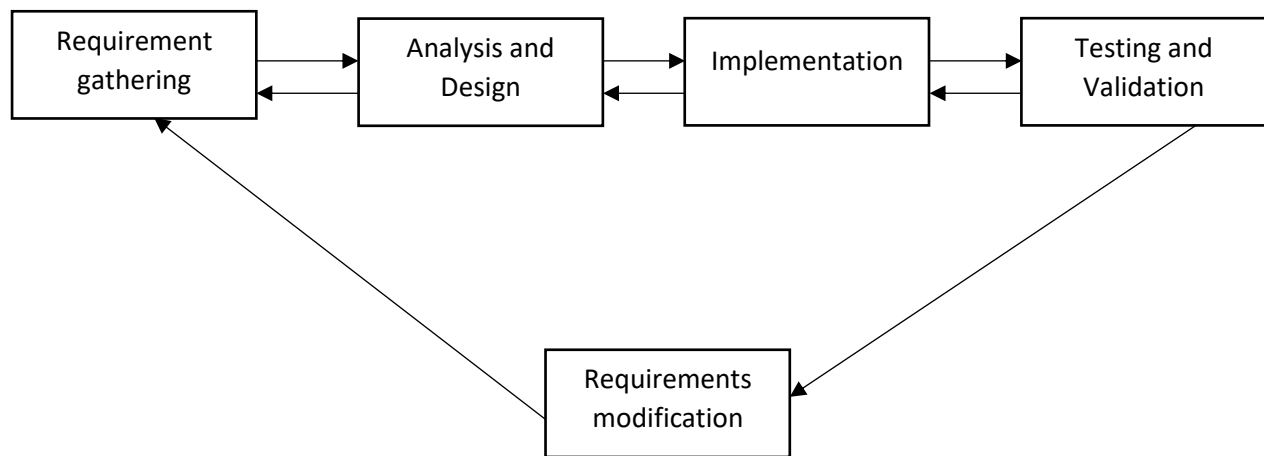 Requirement
gathering
Analysis and
Design
Implementation
Testing and
Validation
Requirements
modification